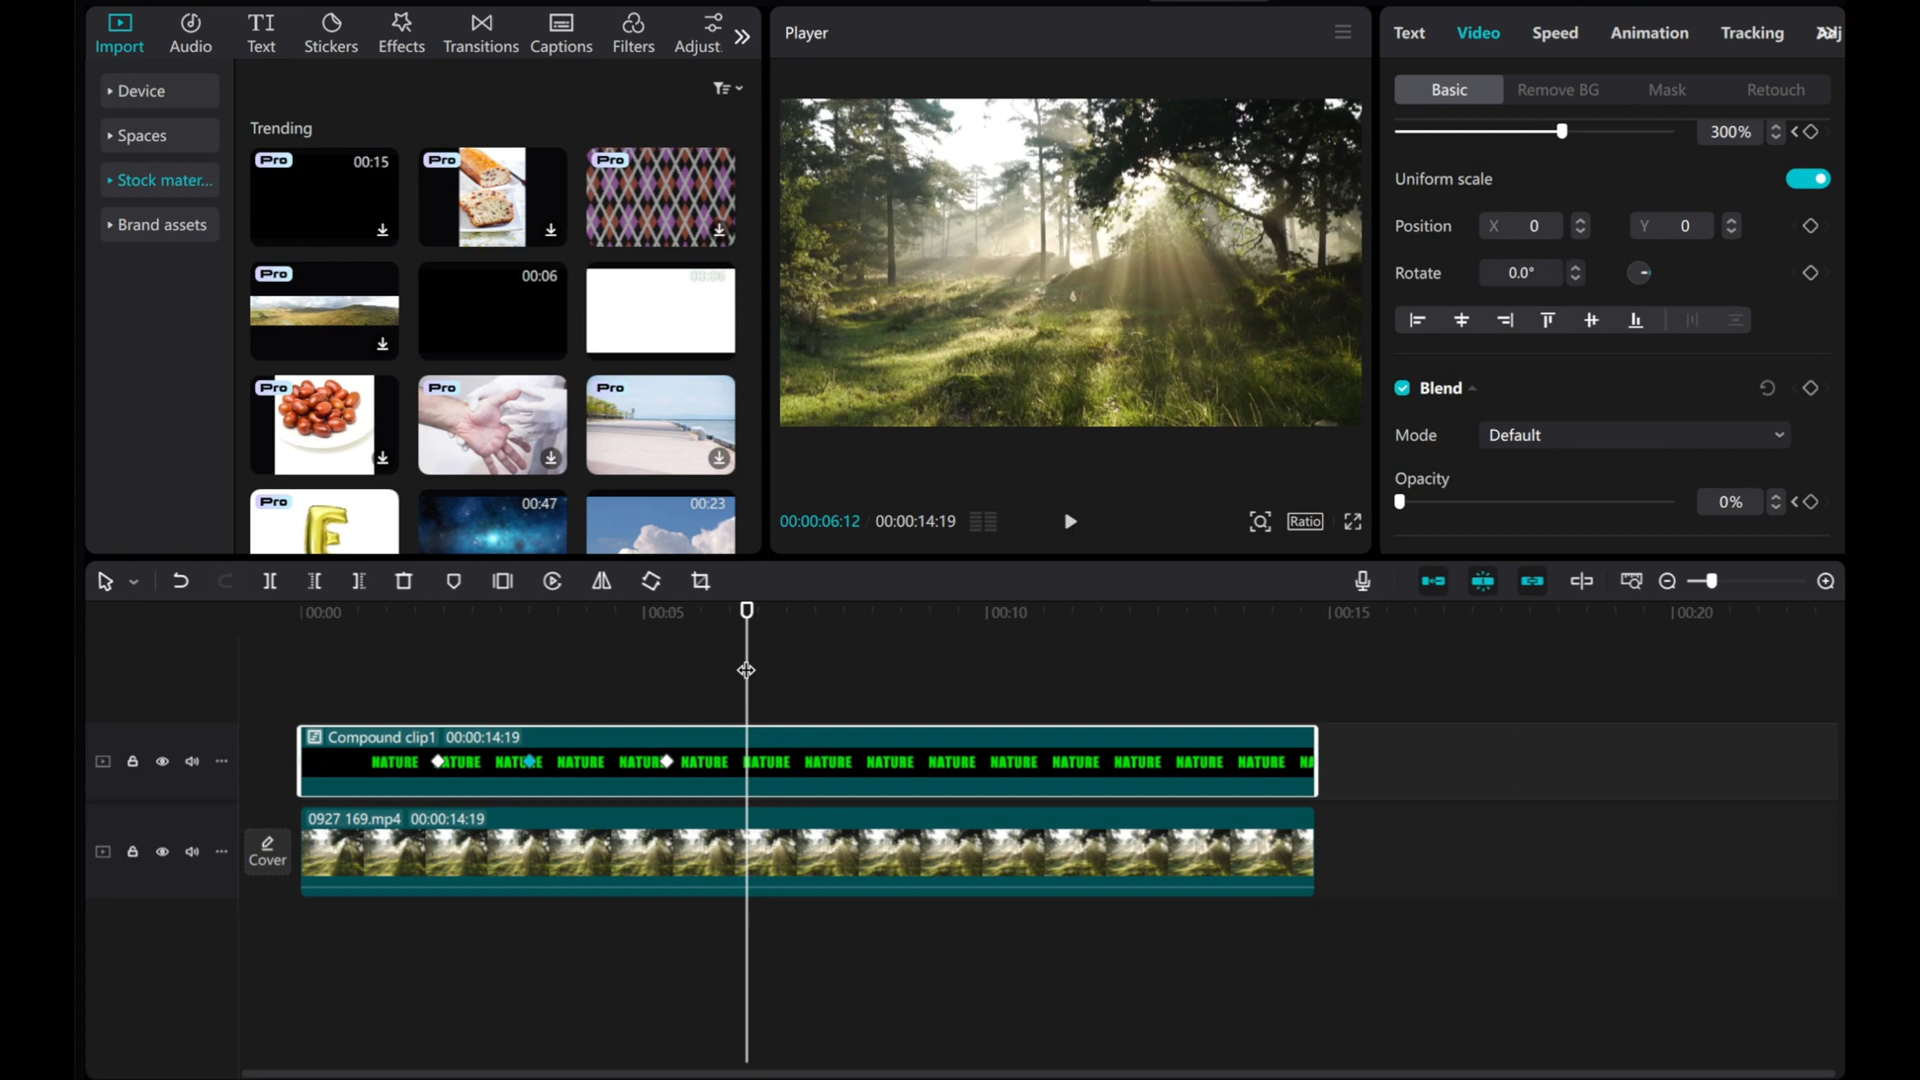 Import
Audio
TI
Text
Stickers
Effects
Transitions
Captions
Filters
Adjust
Device
Spaces
Stock mater...
Brand assets
Trending
Pro 00:15
Pro
Pro
Pro
00:06
00:06
Pro
Pro
Pro
Pro
00:47
00:23
Player
00:00:06:12 00:00:14:19
Ratio
Text Video Speed Animation Tracking Adj
Basic Remove BG Mask Retouch
300%
Uniform scale
Position X 0 Y 0
Rotate 0.0°
Blend
Mode Default
Opacity
0%
00:00 00:05 00:10 00:15 00:20
Compound clip1 00:00:14:19
NATURE NATURE NATURE NATURE NATURE NATURE NATURE NATURE NATURE NATURE NATURE NATURE NATURE NATURE NATURE NA
0927 169.mp4 00:00:14:19
Cover